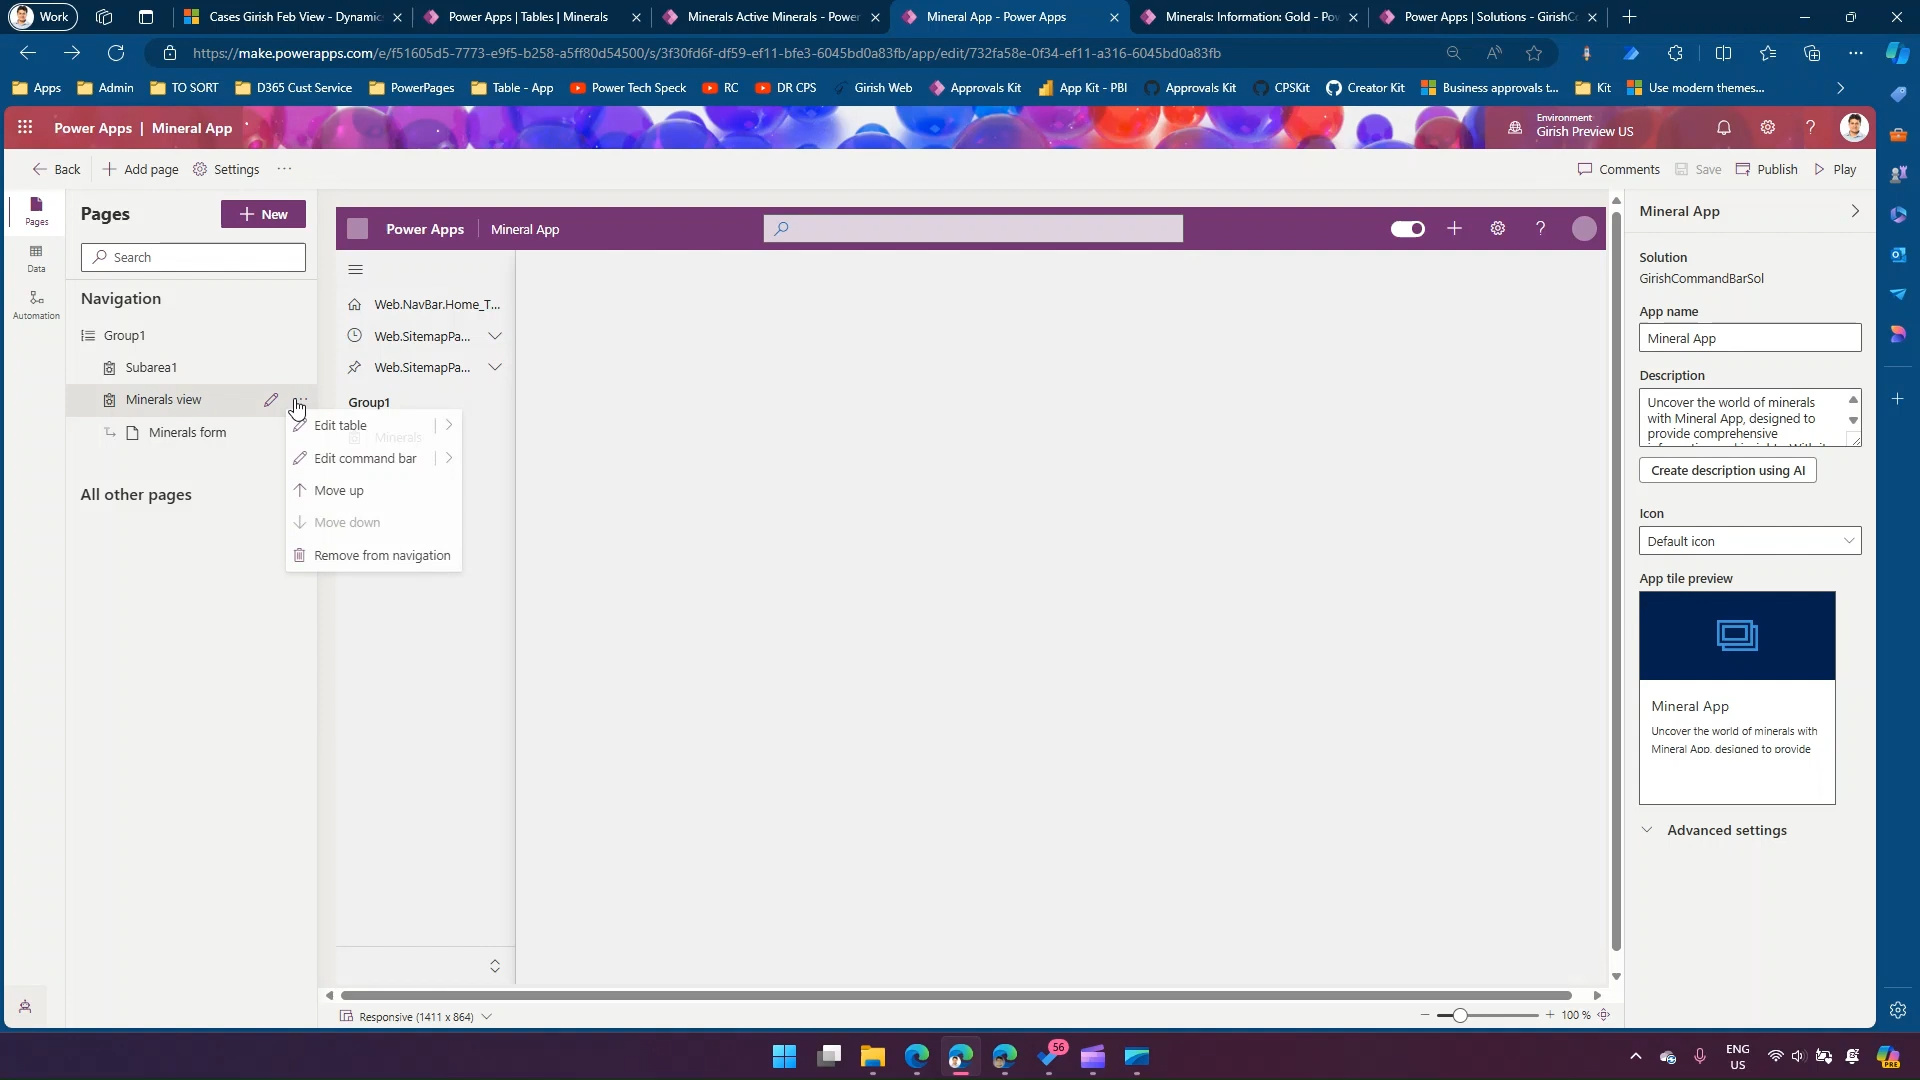 Work
Cases Girish Feb View - Dynamic
Power Apps | Tables | Minerals
Minerals Active Minerals - Power
Mineral App - Power Apps
Minerals: Information: Gold - Po
Power Apps | Solutions - GirishC
https://make.powerapps.com/e/f51605d5-7773-e9f5-b258-a5ff80d54500/s/3f30fd6f-df59-ef11-bfe3-6045bd0a83fb/app/edit/732fa58e-0f34-ef11-a316-6045bd0a83fb
Apps
Admin
TO SORT
D365 Cust Service
PowerPages
Table - App
Power Tech Speck
RC
DR CPS
Girish Web
Approvals Kit
App Kit - PBI
Approvals Kit
CPSKit
Creator Kit
Business approvals t...
Kit
Use modern themes...
Power Apps | Mineral App
Environment
Girish Preview US
Back
Add page
Settings
Comments
Save
Publish
Play
Pages
Data
Automation
Pages
New
Search
Navigation
Group1
Subarea1
Minerals view
Minerals form
All other pages
Edit table
Edit command bar
Move up
Move down
Remove from navigation
Power Apps
Mineral App
Web.NavBar.Home_T...
Web.SitemapPa...
Web.SitemapPa...
Group1
Minerals
Responsive (1411 x 864)
100 %
Mineral App
Solution
GirishCommandBarSol
App name
Mineral App
Description
Uncover the world of minerals
with Mineral App, designed to
provide comprehensive
Create description using AI
Icon
Default icon
App tile preview
Mineral App
Uncover the world of minerals with
Mineral App, designed to provide
Advanced settings
56
ENG
US
PRE